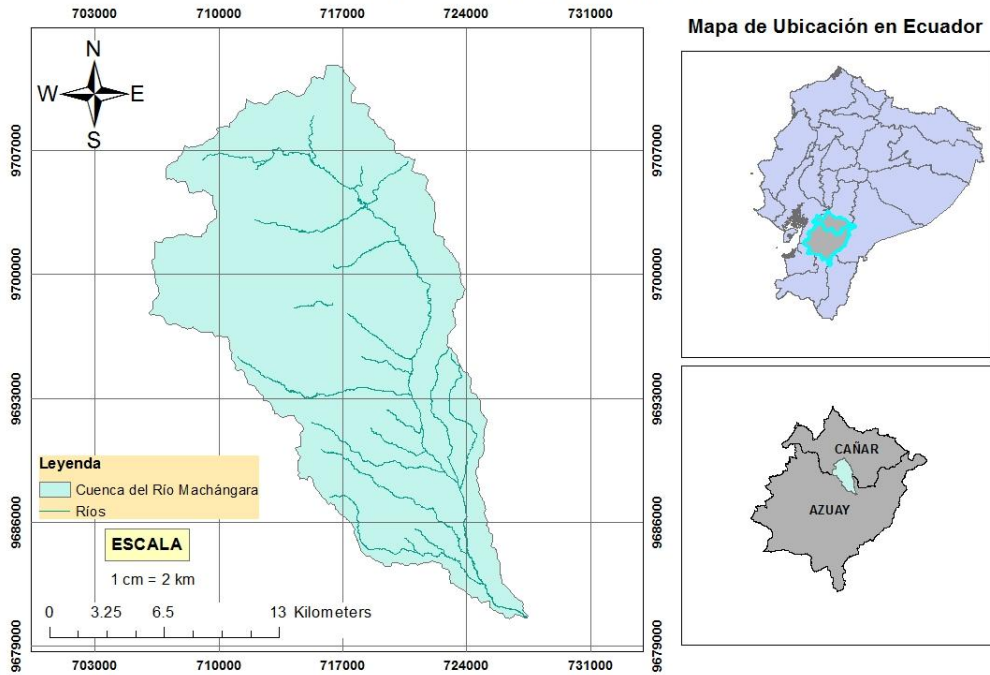 703000 710000 717000 724000 731000
Mapa de Ubicación en Ecuador
N
W E
S
9707000 9707000
9700000 9700000
9693000 9693000
Leyenda
Cuenca del Río Machángara
Ríos
9686000 9686000
ESCALA
1 cm = 2 km
0 3.25 6.5 13 Kilometers
9679000 9679000
703000 710000 717000 724000 731000
CAÑAR
AZUAY